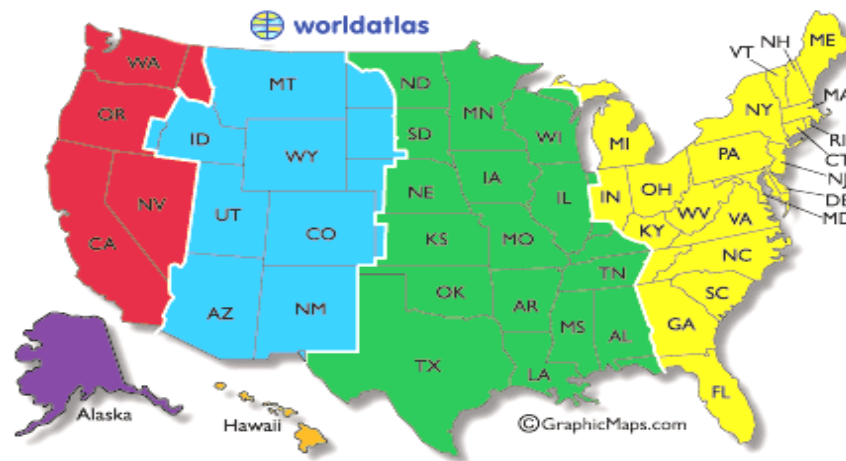 worldatlas
WA
OR
CA
NV
ID
MT
WY
UT
CO
AZ
NM
ND
SD
NE
KS
OK
TX
MN
IA
MO
AR
LA
WI
IL
MS
AL
TN
MI
IN
OH
KY
WV
VA
NC
SC
GA
FL
PA
NY
VT
NH
ME
MA
RI
CT
NJ
DE
MD
Alaska
Hawaii
©GraphicMaps.com